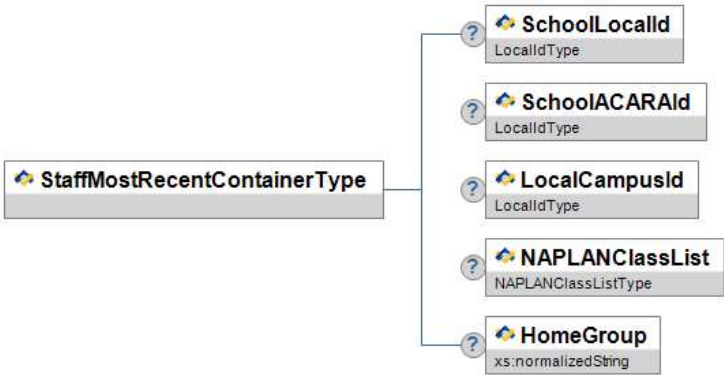 ?
SchoolLocalId
LocalIdType
?
SchoolACARAId
LocalIdType
StaffMostRecentContainerType
?
LocalCampusId
LocalIdType
?
NAPLANClassList
NAPLANClassListType
?
HomeGroup
xs:normalizedString